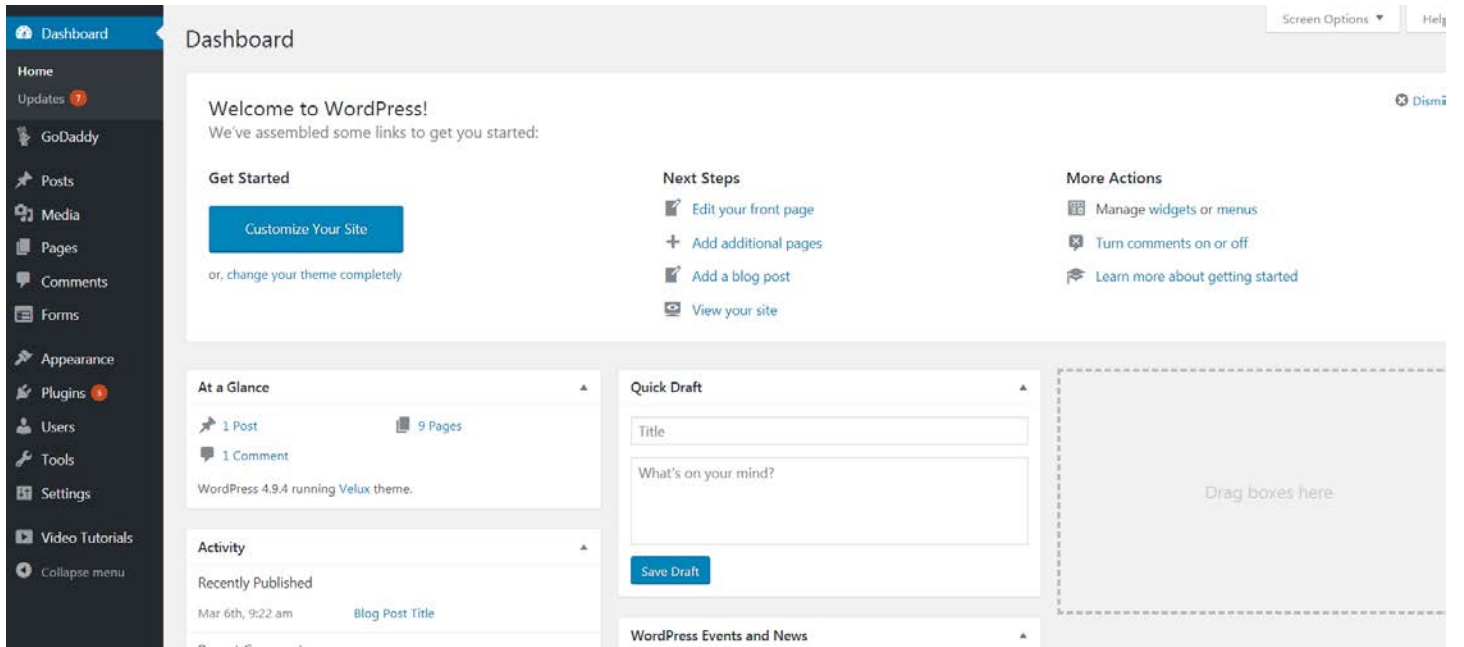 Dashboard
Home
Updates 7
GoDaddy
Posts
Media
Pages
Comments
Forms
Appearance
Plugins 5
Users
Tools
Settings
Video Tutorials
Collapse menu
Screen Options
Dashboard
Welcome to WordPress!
We've assembled some links to get you started:
Get Started
Customize Your Site
or, change your theme completely
Next Steps
Edit your front page
Add additional pages
Add a blog post
View your site
More Actions
Manage widgets or menus
Turn comments on or off
Learn more about getting started
At a Glance
1 Post
9 Pages
1 Comment
WordPress 4.9.4 running Velux theme.
Activity
Recently Published
Mar 6th, 9:22 am Blog Post Title
Quick Draft
Title
What's on your mind?
Save Draft
WordPress Events and News
Drag boxes here